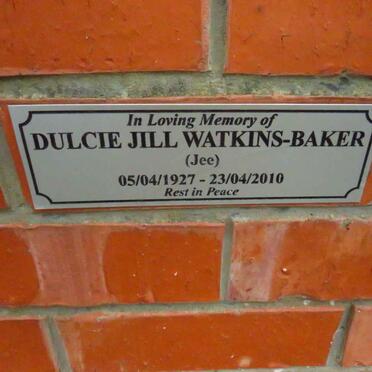 In Loving Memory of
DULCIE JILL WATKINS-BAKER
(Jee)
05/04/1927 - 23/04/2010
Rest in Peace